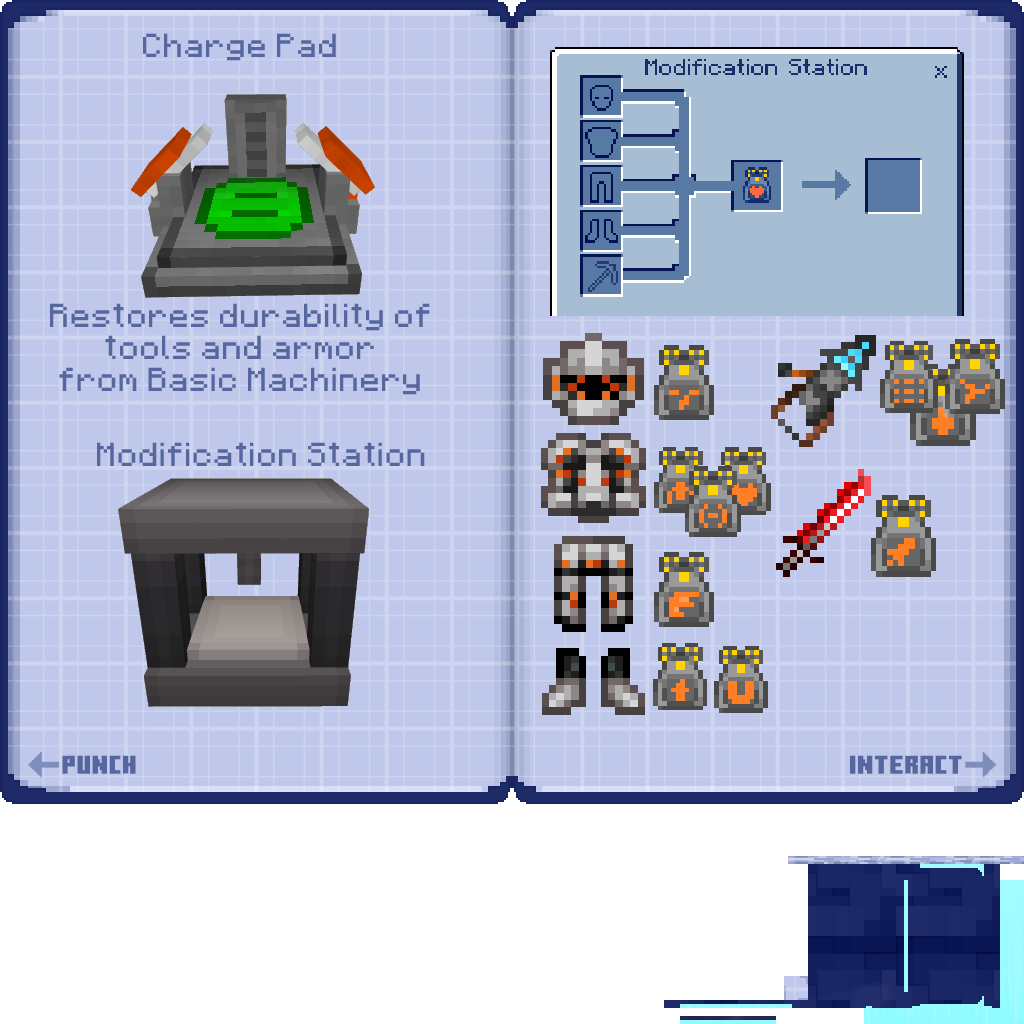 Charge Pad
Restores durability of
tools and armor
from Basic Machinery
Modification Station
PUNCH
Modification Station x
INTERACT